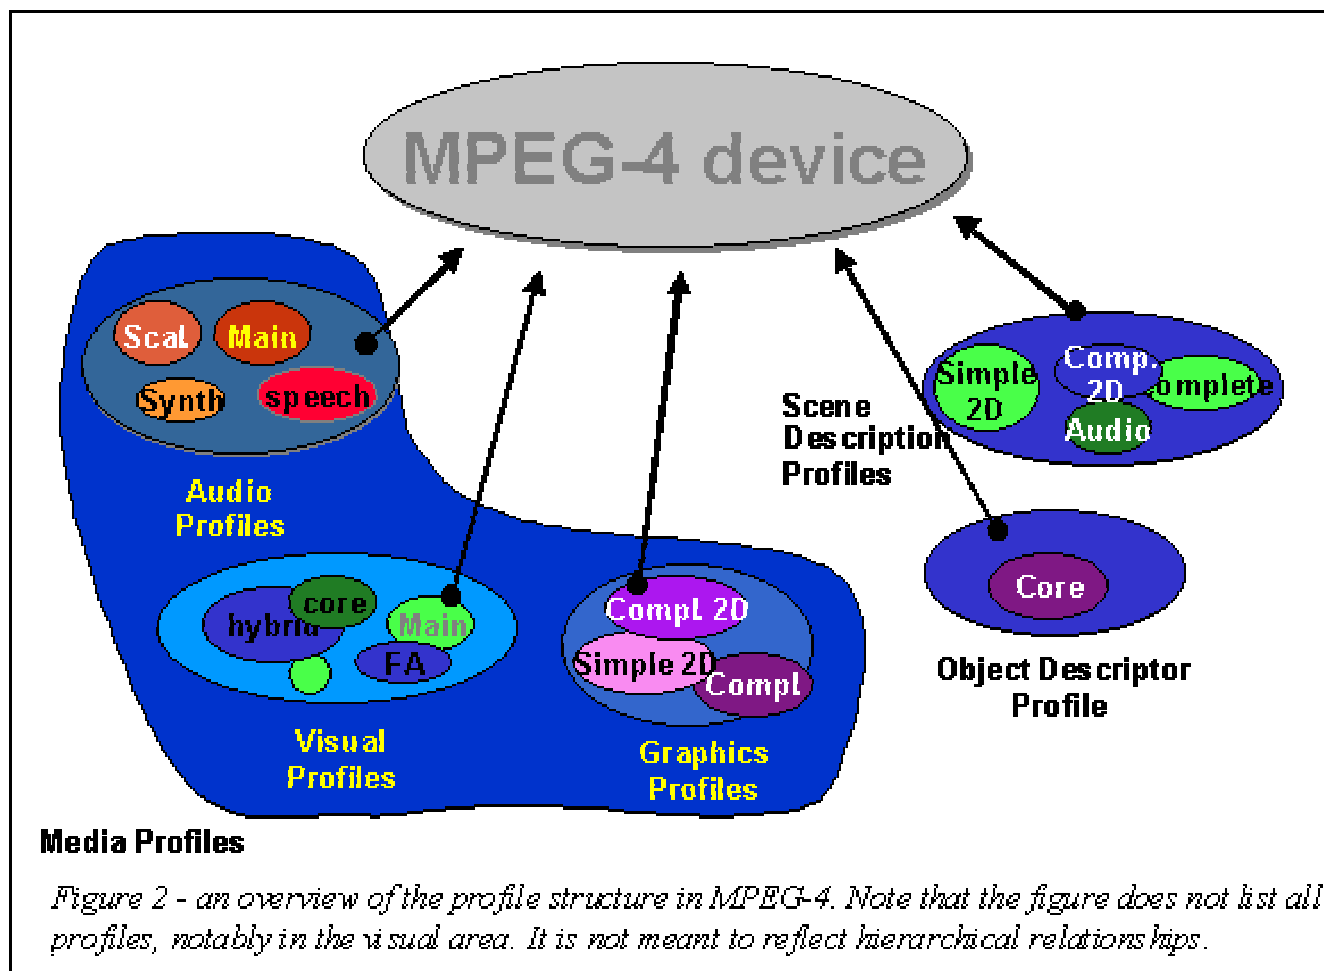 MPEG-4 device
Scal.
Main
Synth
speech
Audio
Profiles
Simple
2D
Comp.
2D
omplete
Audio
Scene
Description
Profiles
Core
Object Descriptor
Profile
hybrid
core
Main
FA
Visual
Profiles
Compl. 2D
Simple 2D
Compl.
Graphics
Profiles
Media Profiles
Figure 2 - an overview of the profile structure in MPEG-4. Note that the figure does not list all
profiles, notably in the visual area. It is not meant to reflect hierarchical relationships.